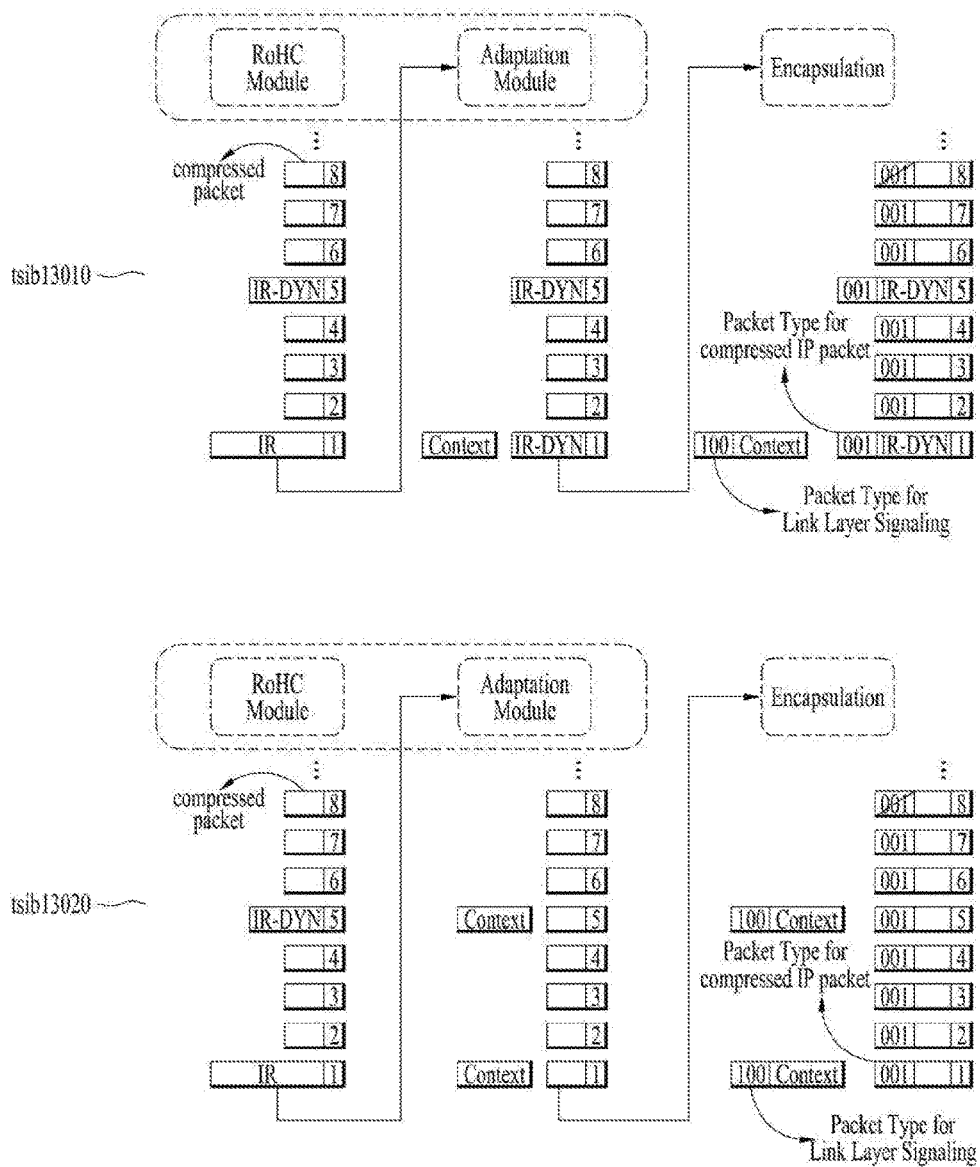 RoHC
Module
Adaptation
Module
Encapsulation
⋮ ⋮ ⋮
compressed
packet
8 8 001 8
7 7 001 7
6 6 001 6
tsib13010
IR-DYN 5 IR-DYN 5 001 IR-DYN 5
Packet Type for
compressed IP packet
4 4 001 4
3 3 001 3
2 2 001 2
IR 1 Context IR-DYN 1 100 Context 001 IR-DYN 1
Packet Type for
Link Layer Signaling
RoHC
Module
Adaptation
Module
Encapsulation
⋮ ⋮ ⋮
compressed
packet
8 8 001 8
7 7 001 7
6 6 001 6
tsib13020
IR-DYN 5 Context 5 100 Context 001 5
Packet Type for
compressed IP packet
4 4 001 4
3 3 001 3
2 2 001 2
IR 1 Context 1 100 Context 001 1
Packet Type for
Link Layer Signaling